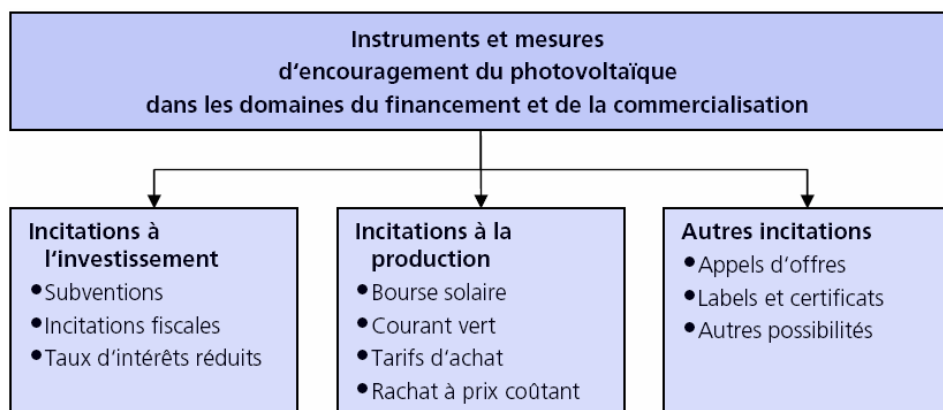 Instruments et mesures
d‘encouragement du photovoltaïque
dans les domaines du financement et de la commercialisation
Incitations à
l‘investissement
•Subventions
•Incitations fiscales
•Taux d‘intérêts réduits
Incitations à la
production
•Bourse solaire
•Courant vert
•Tarifs d‘achat
•Rachat à prix coûtant
Autres incitations
•Appels d‘offres
•Labels et certificats
•Autres possibilités